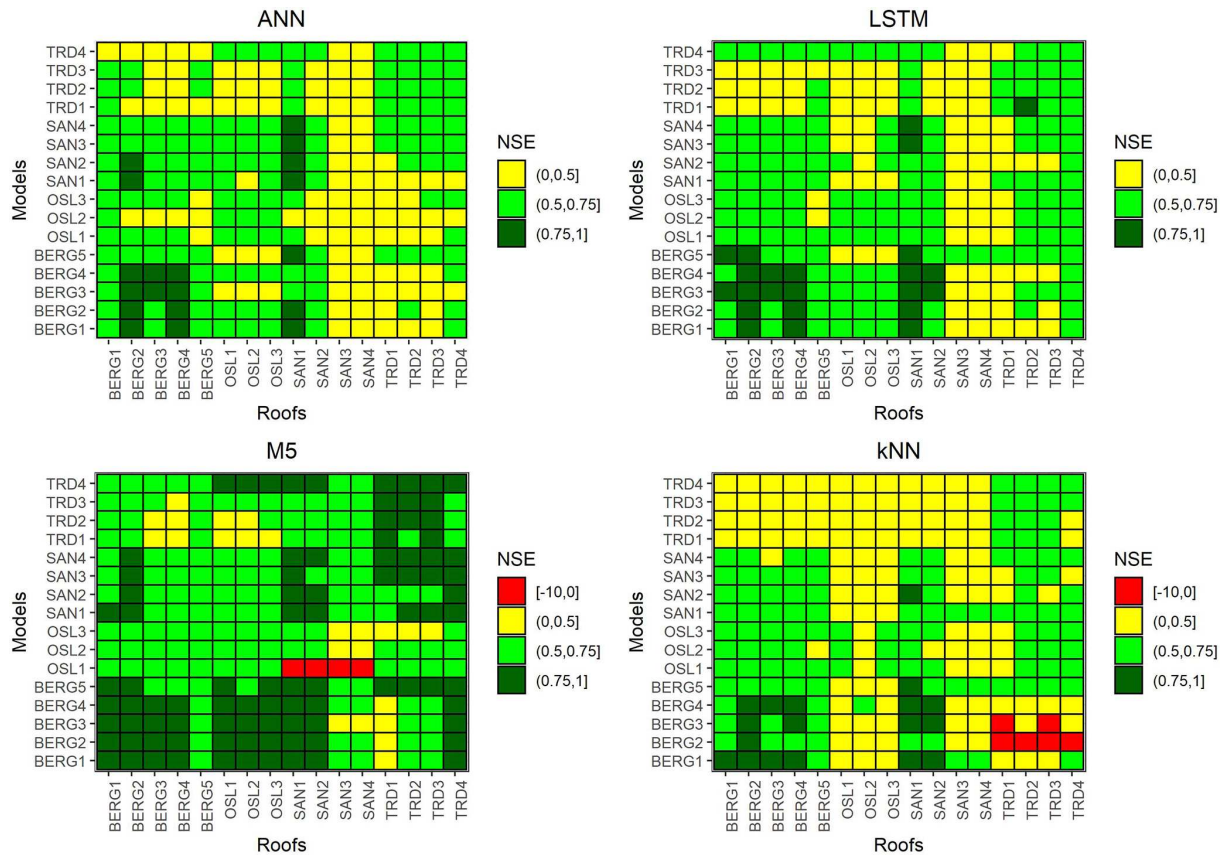 ANN
Models
TRD4
TRD3
TRD2
TRD1
SAN4
SAN3
SAN2
SAN1
OSL3
OSL2
OSL1
BERG5
BERG4
BERG3
BERG2
BERG1
BERG1 BERG2 BERG3 BERG4 BERG5 OSL1 OSL2 OSL3 SAN1 SAN2 SAN3 SAN4 TRD1 TRD2 TRD3 TRD4
Roofs
NSE
(0,0.5]
(0.5,0.75]
(0.75,1]
LSTM
Models
TRD4
TRD3
TRD2
TRD1
SAN4
SAN3
SAN2
SAN1
OSL3
OSL2
OSL1
BERG5
BERG4
BERG3
BERG2
BERG1
BERG1 BERG2 BERG3 BERG4 BERG5 OSL1 OSL2 OSL3 SAN1 SAN2 SAN3 SAN4 TRD1 TRD2 TRD3 TRD4
Roofs
NSE
(0,0.5]
(0.5,0.75]
(0.75,1]
M5
Models
TRD4
TRD3
TRD2
TRD1
SAN4
SAN3
SAN2
SAN1
OSL3
OSL2
OSL1
BERG5
BERG4
BERG3
BERG2
BERG1
BERG1 BERG2 BERG3 BERG4 BERG5 OSL1 OSL2 OSL3 SAN1 SAN2 SAN3 SAN4 TRD1 TRD2 TRD3 TRD4
Roofs
NSE
[-10,0]
(0,0.5]
(0.5,0.75]
(0.75,1]
kNN
Models
TRD4
TRD3
TRD2
TRD1
SAN4
SAN3
SAN2
SAN1
OSL3
OSL2
OSL1
BERG5
BERG4
BERG3
BERG2
BERG1
BERG1 BERG2 BERG3 BERG4 BERG5 OSL1 OSL2 OSL3 SAN1 SAN2 SAN3 SAN4 TRD1 TRD2 TRD3 TRD4
Roofs
NSE
[-10,0]
(0,0.5]
(0.5,0.75]
(0.75,1]